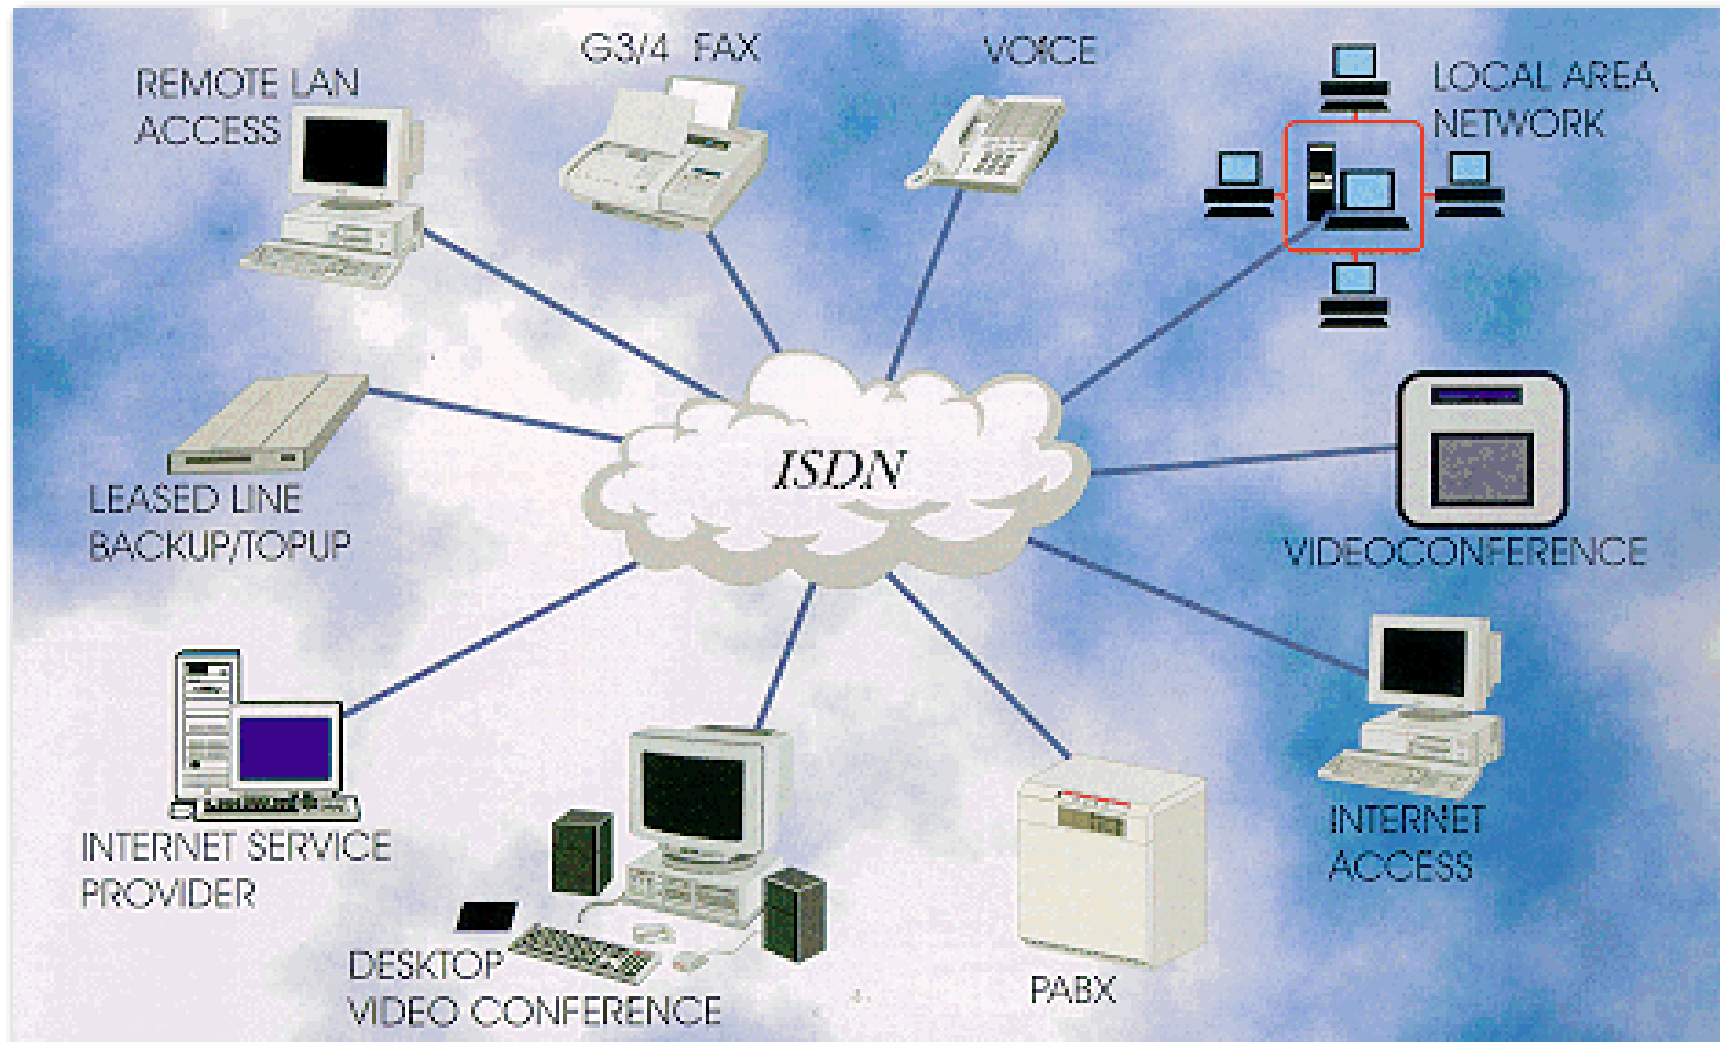 G3/4 FAX
VOICE
REMOTE LAN
ACCESS
LOCAL AREA
NETWORK
ISDN
LEASED LINE
BACKUP/TOPUP
VIDEOCONFERENCE
INTERNET SERVICE
PROVIDER
INTERNET
ACCESS
DESKTOP
VIDEO CONFERENCE
PABX